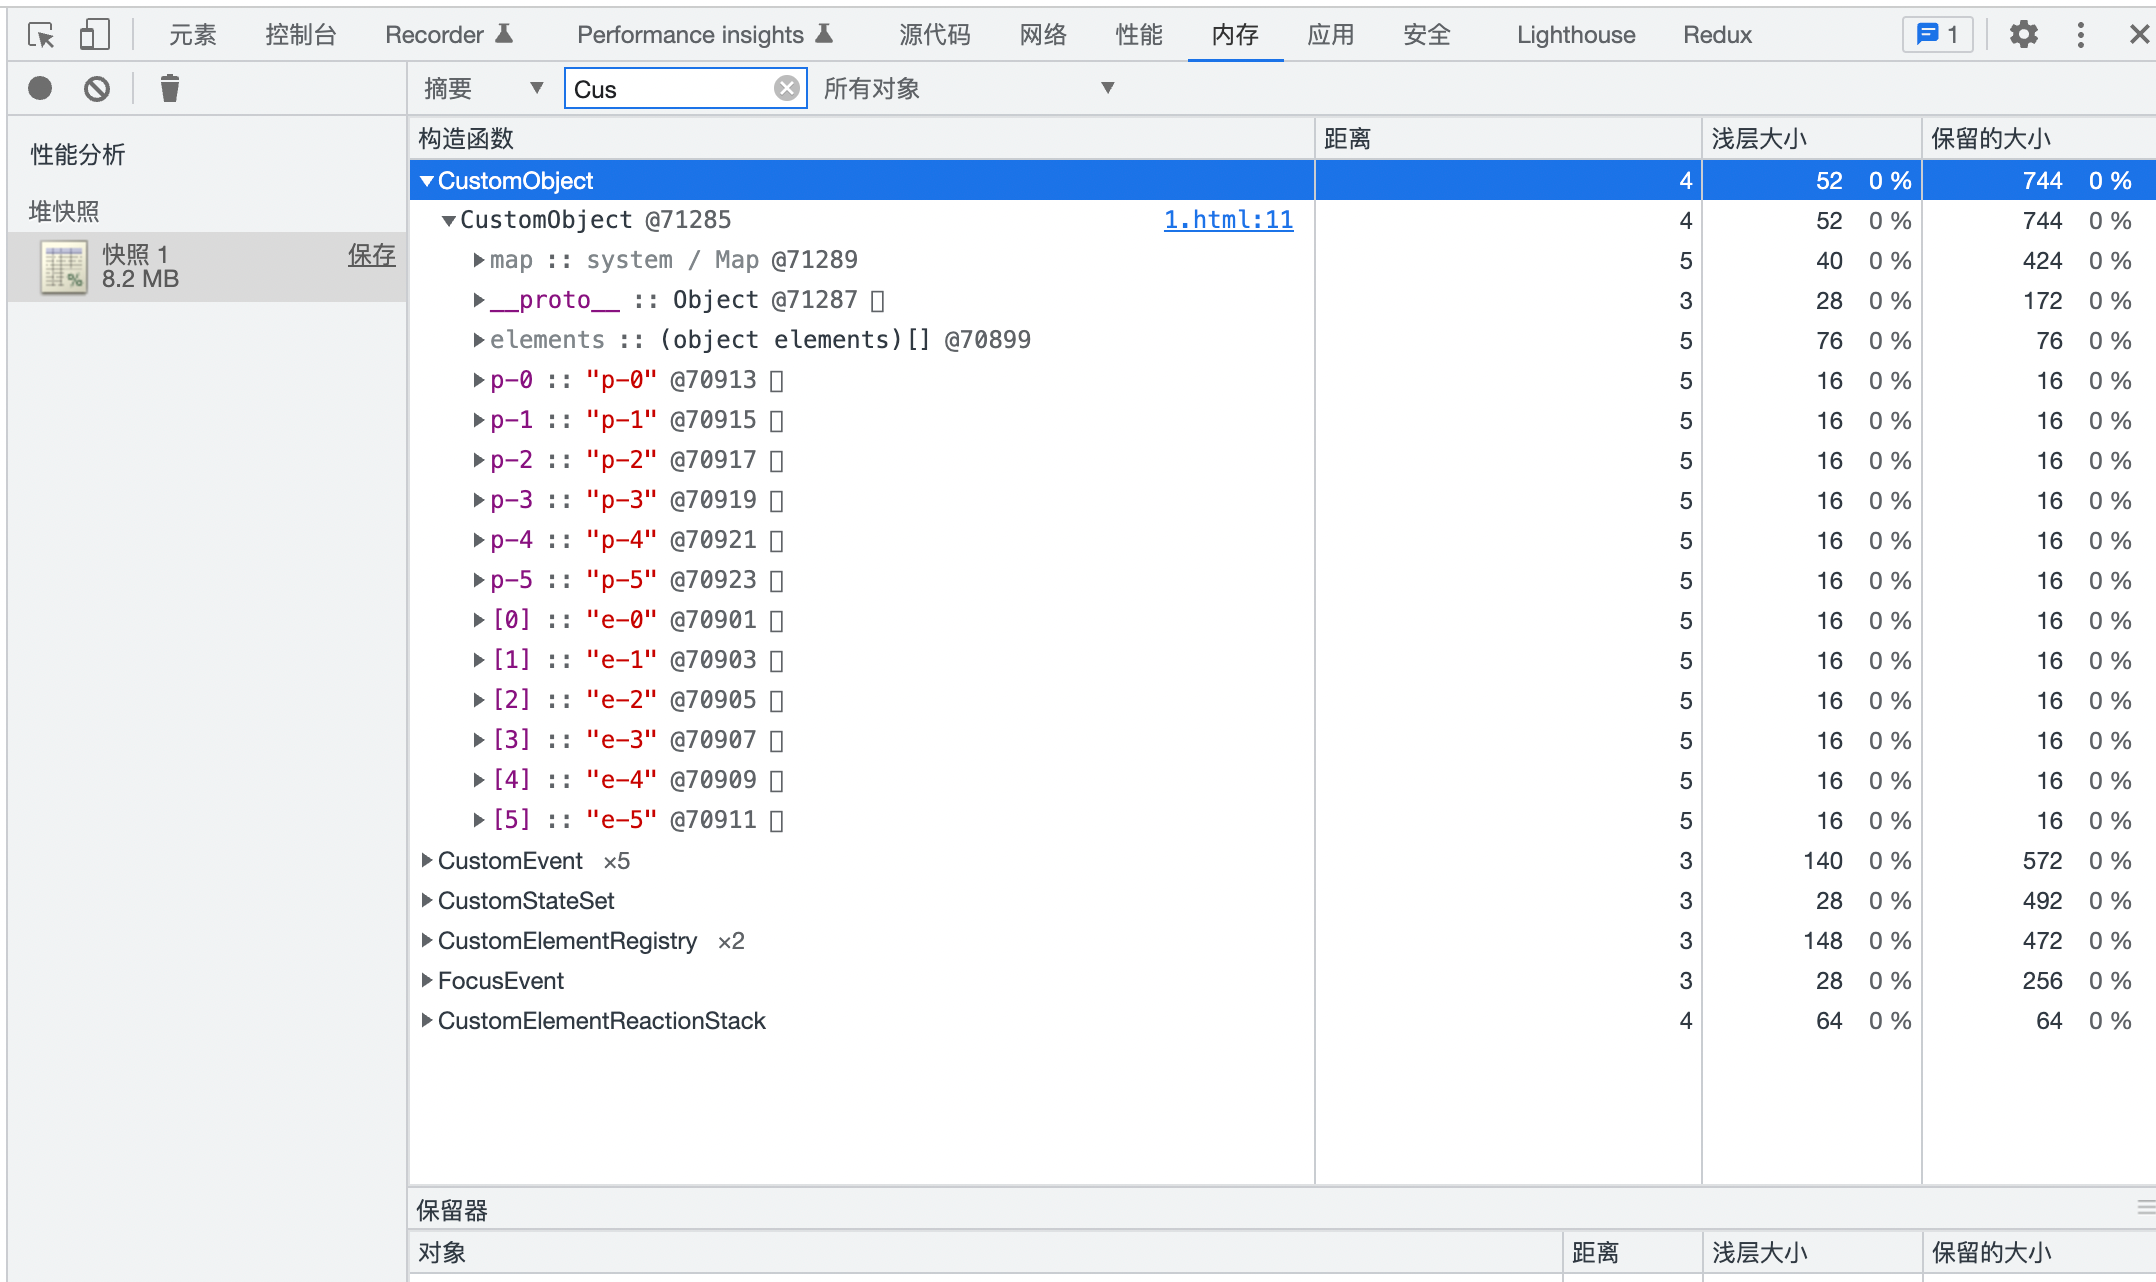 元素 控制台 Recorder Performance insights 源代码 网络 性能 内存 应用 安全 Lighthouse Redux 1
摘要 Cus 所有对象
性能分析
堆快照
快照 1 保存
8.2 MB
构造函数 距离 浅层大小 保留的大小
CustomObject 4 52 0 % 744 0 %
CustomObject @71285 1.html:11 4 52 0 % 744 0 %
map :: system / Map @71289 5 40 0 % 424 0 %
__proto__ :: Object @71287 3 28 0 % 172 0 %
elements :: (object elements)[] @70899 5 76 0 % 76 0 %
p-0 :: "p-0" @70913 5 16 0 % 16 0 %
p-1 :: "p-1" @70915 5 16 0 % 16 0 %
p-2 :: "p-2" @70917 5 16 0 % 16 0 %
p-3 :: "p-3" @70919 5 16 0 % 16 0 %
p-4 :: "p-4" @70921 5 16 0 % 16 0 %
p-5 :: "p-5" @70923 5 16 0 % 16 0 %
[0] :: "e-0" @70901 5 16 0 % 16 0 %
[1] :: "e-1" @70903 5 16 0 % 16 0 %
[2] :: "e-2" @70905 5 16 0 % 16 0 %
[3] :: "e-3" @70907 5 16 0 % 16 0 %
[4] :: "e-4" @70909 5 16 0 % 16 0 %
[5] :: "e-5" @70911 5 16 0 % 16 0 %
CustomEvent ×5 3 140 0 % 572 0 %
CustomStateSet 3 28 0 % 492 0 %
CustomElementRegistry ×2 3 148 0 % 472 0 %
FocusEvent 3 28 0 % 256 0 %
CustomElementReactionStack 4 64 0 % 64 0 %
保留器
对象 距离 浅层大小 保留的大小